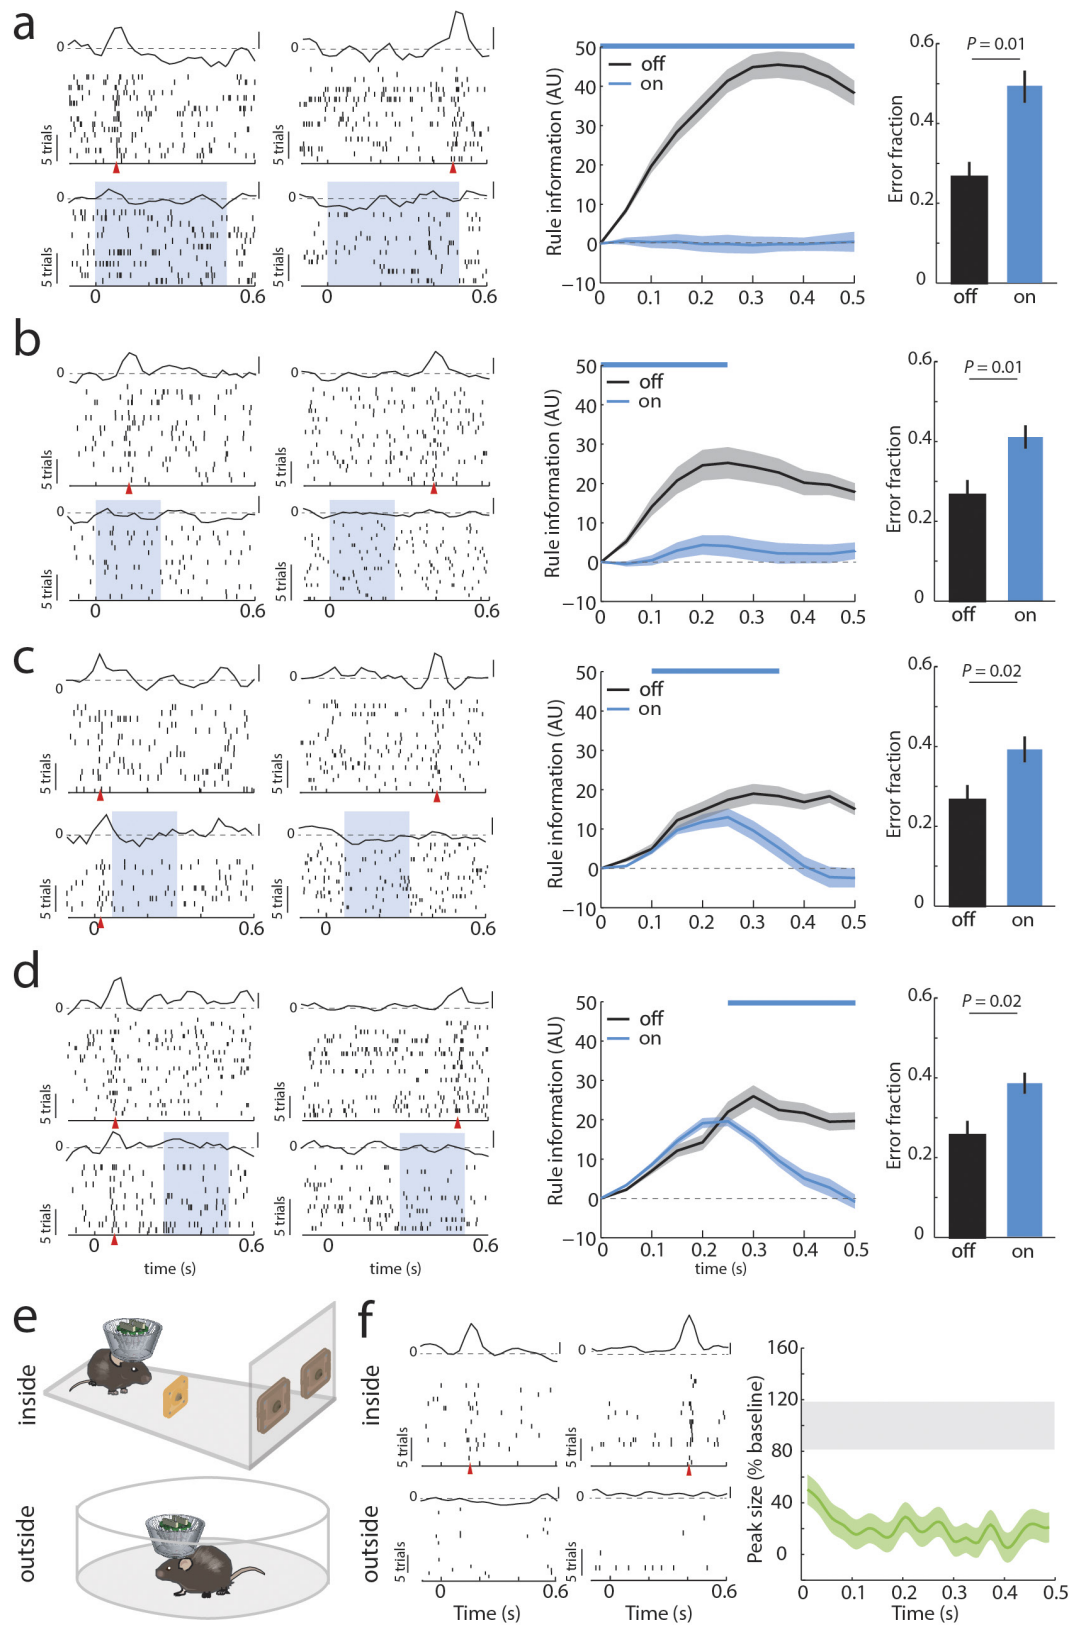 a
0
0
5 trials
5 trials
0
0
5 trials
5 trials
0
0.6
0
0.6
Rule information (AU)
50
40
30
20
10
0
−10
off
on
0
0.1
0.2
0.3
0.4
0.5
Error fraction
0.6
0.4
0.2
0
P = 0.01
off
on
b
0
0
5 trials
5 trials
0
0
5 trials
5 trials
0
0.6
0
0.6
Rule information (AU)
50
40
30
20
10
0
−10
off
on
0
0.1
0.2
0.3
0.4
0.5
Error fraction
0.6
0.4
0.2
0
P = 0.01
off
on
c
0
0
5 trials
5 trials
0
0
5 trials
5 trials
0
0.6
0
0.6
Rule information (AU)
50
40
30
20
10
0
−10
off
on
0
0.1
0.2
0.3
0.4
0.5
Error fraction
0.6
0.4
0.2
0
P = 0.02
off
on
d
0
0
5 trials
5 trials
0
0
5 trials
5 trials
0
0.6
0
0.6
time (s)
time (s)
Rule information (AU)
50
40
30
20
10
0
−10
off
on
0
0.1
0.2
0.3
0.4
0.5
time (s)
Error fraction
0.6
0.4
0.2
0
P = 0.02
off
on
e
inside
outside
f
inside
0
0
5 trials
5 trials
outside
0
0
5 trials
5 trials
0
0.6
0
0.6
Time (s)
Time (s)
Peak size (% baseline)
160
120
80
40
0
0
0.1
0.2
0.3
0.4
0.5
Time (s)